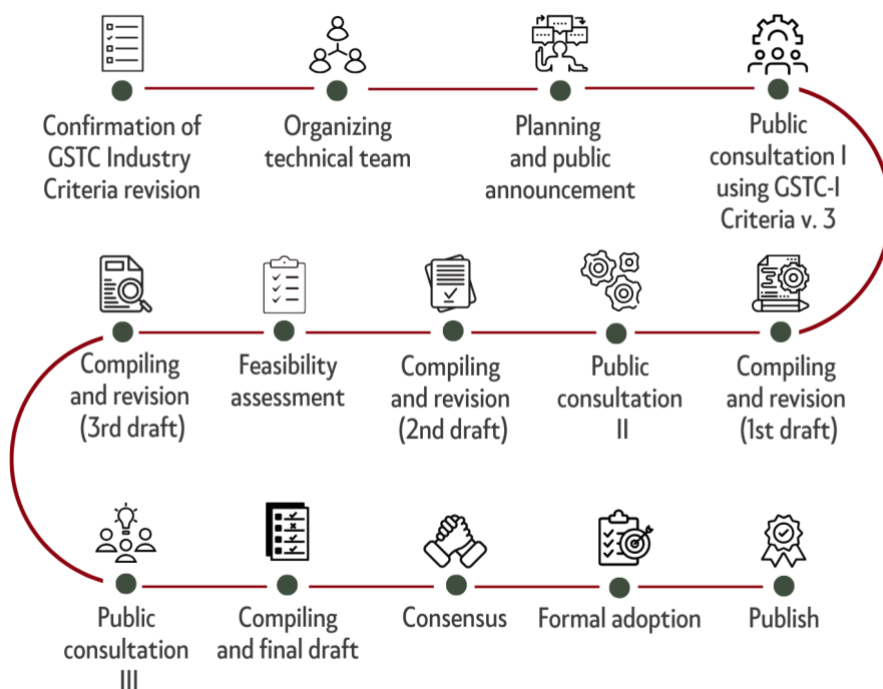 Confirmation of
GSTC Industry
Criteria revision
Organizing
technical team
Planning
and public
announcement
Public
consultation I
using GSTC-I
Criteria v. 3
Compiling
and revision
(3rd draft)
Feasibility
assessment
Compiling
and revision
(2nd draft)
Public
consultation
II
Compiling
and revision
(1st draft)
Public
consultation
III
Compiling
and final draft
Consensus
Formal adoption
Publish